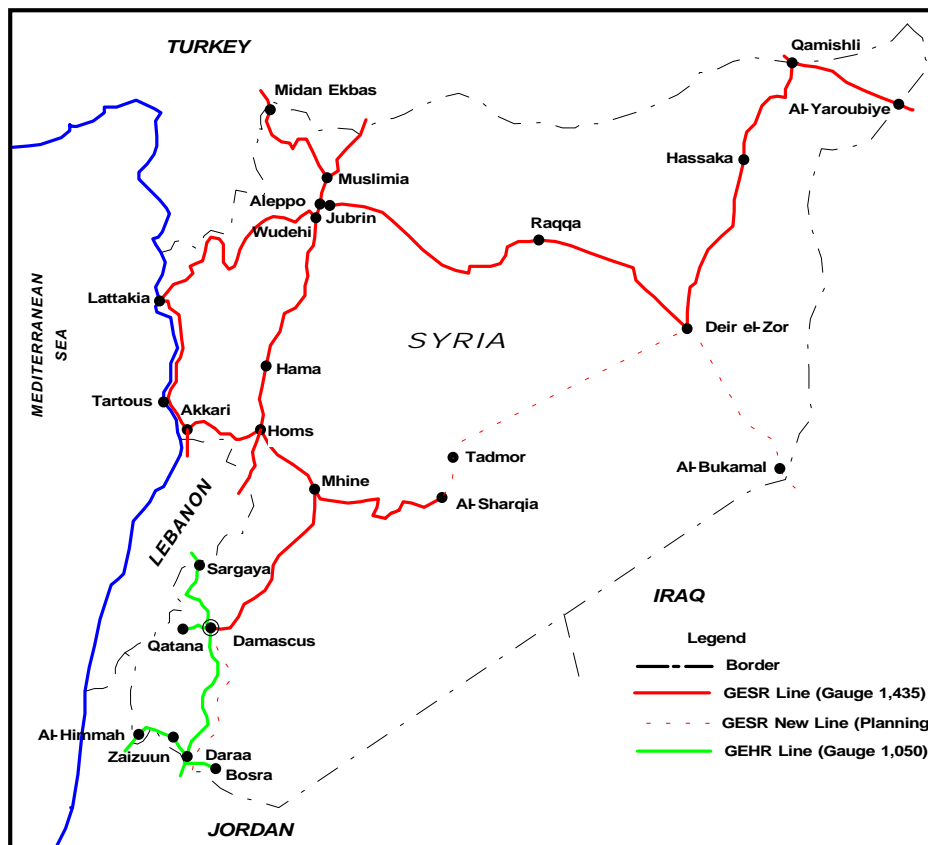 TURKEY
Qamishli
Midan Ekbas
Al-Yaroubiye
Hassaka
Muslimia
Aleppo
Jubrin
Wudehi
Raqqa
Lattakia
MEDITERRANEAN
SEA
SYRIA
Deir el-Zor
Hama
Tartous
Akkari
Homs
Tadmor
Al-Bukamal
Mhine
Al-Sharqia
LEBANON
Sargaya
IRAQ
Qatana
Damascus
Legend
Border
GESR Line (Gauge 1,435)
GESR New Line (Planning
GEHR Line (Gauge 1,050)
Al-Himmah
Zaizuun
Daraa
Bosra
JORDAN